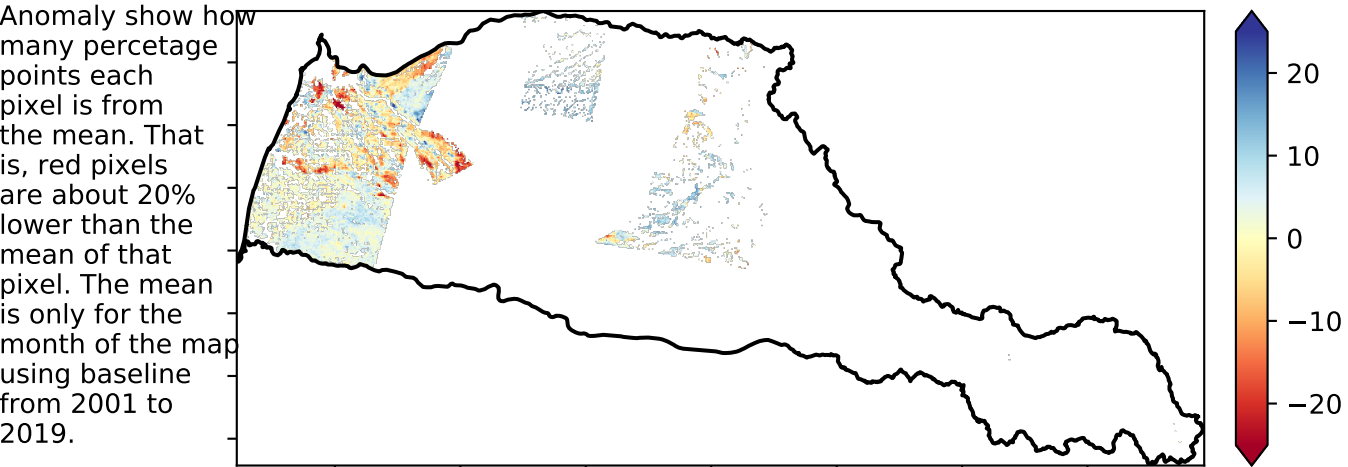 Anomaly show how
many percetage
points each
pixel is from
the mean. That
is, red pixels
are about 20%
lower than the
mean of that
pixel. The mean
is only for the
month of the map
using baseline
from 2001 to
2019.
20
10
0
−10
−20